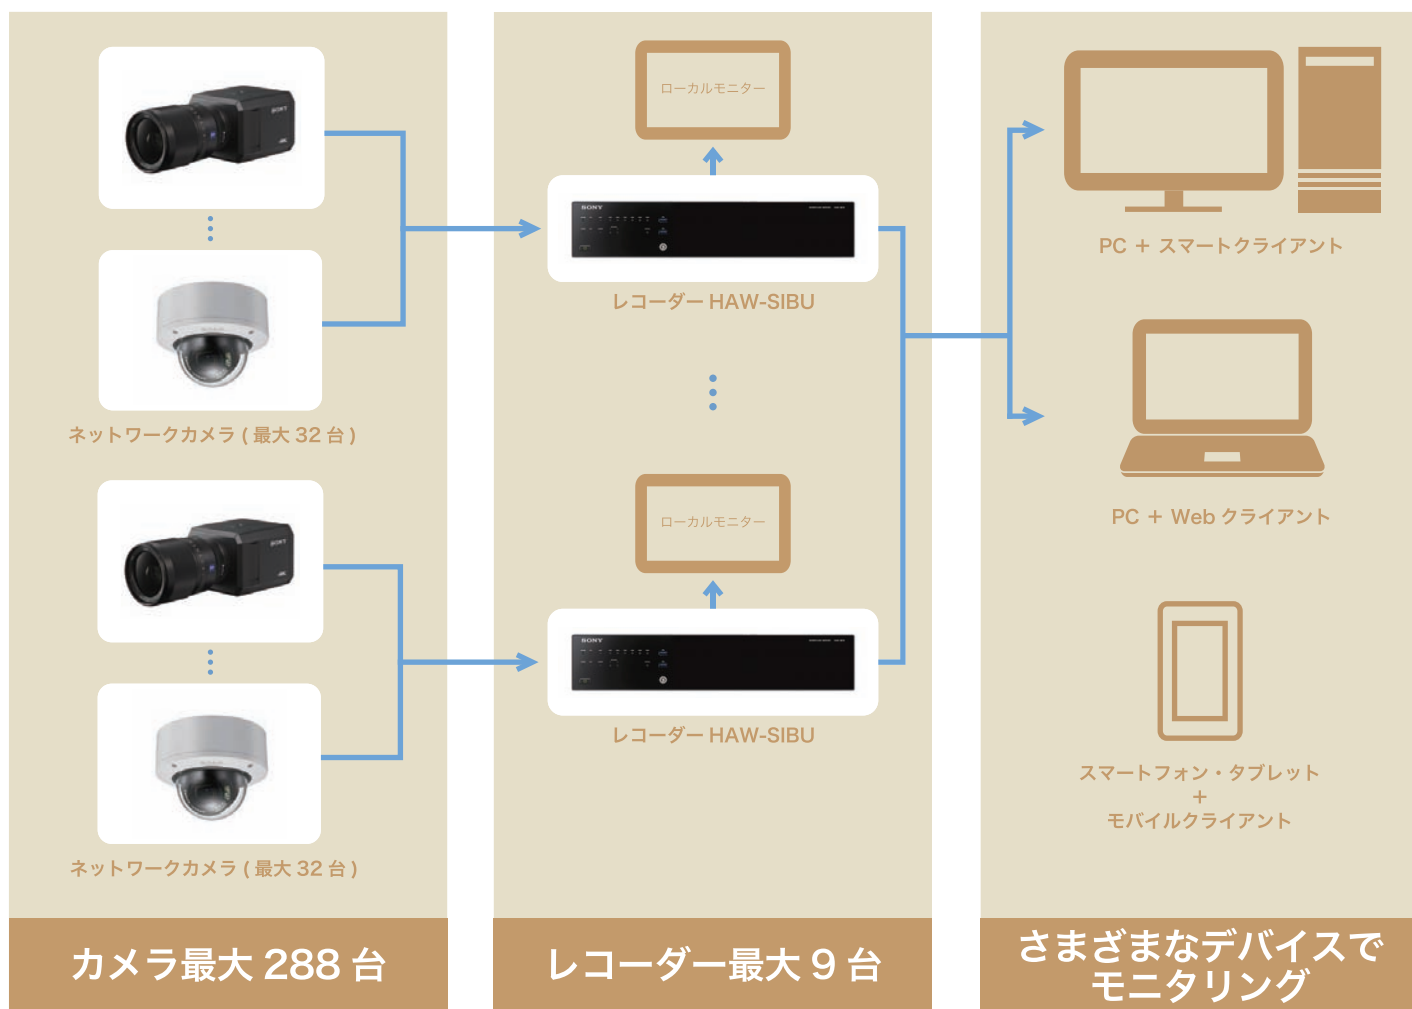 SONY
ネットワークカメラ ( 最大 32 台 )
SONY
ネットワークカメラ ( 最大 32 台 )
カメラ最大 288 台
ローカルモニター
SONY
レコーダー HAW-SIBU
ローカルモニター
SONY
レコーダー HAW-SIBU
レコーダー最大 9 台
PC ＋ スマートクライアント
PC ＋ Web クライアント
スマートフォン・タブレット
＋
モバイルクライアント
さまざまなデバイスで
モニタリング